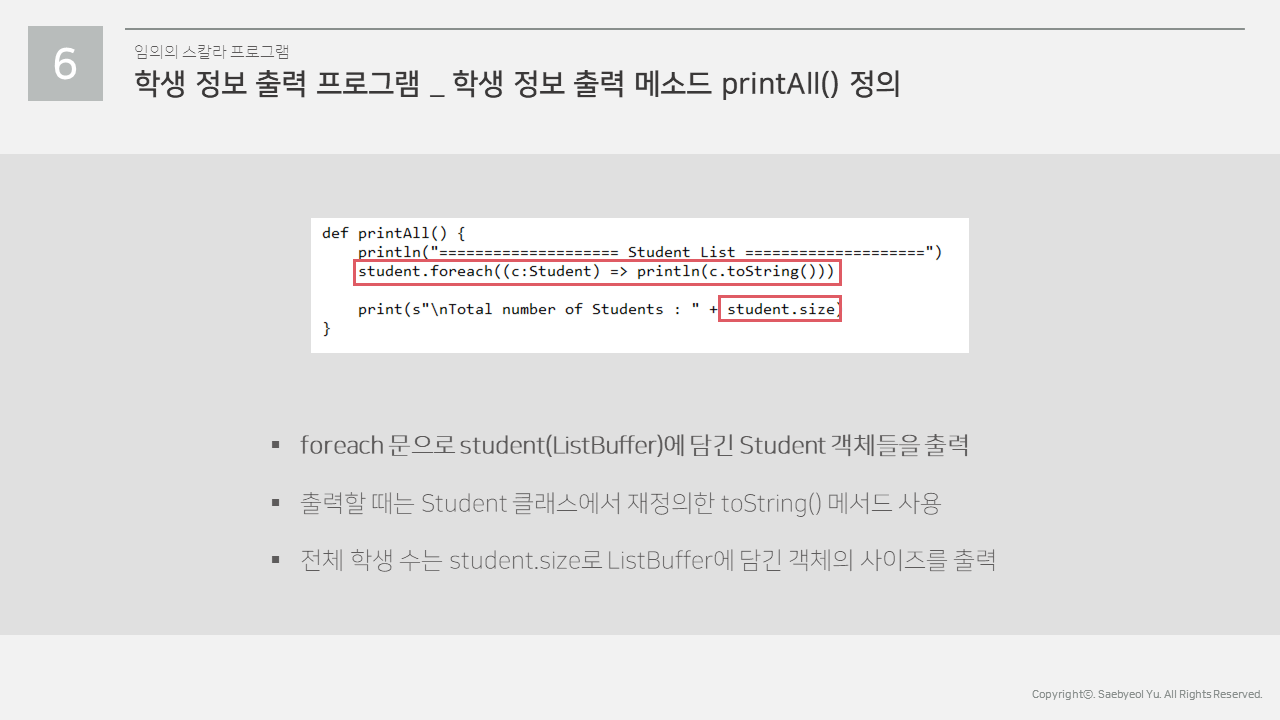 6
임의의 스칼라 프로그램
학생 정보 출력 프로그램 _ 학생 정보 출력 메소드 printAll() 정의
def printAll() {
    println("==================== Student List ====================")
    student.foreach((c:Student) => println(c.toString()))
    print(s"\nTotal number of Students : " + student.size)
}
▪ foreach 문으로 student(ListBuffer)에 담긴 Student 객체들을 출력
▪ 출력할 때는 Student 클래스에서 재정의한 toString() 메서드 사용
▪ 전체 학생 수는 student.size로 ListBuffer에 담긴 객체의 사이즈를 출력
Copyrightⓒ. Saebyeol Yu. All Rights Reserved.